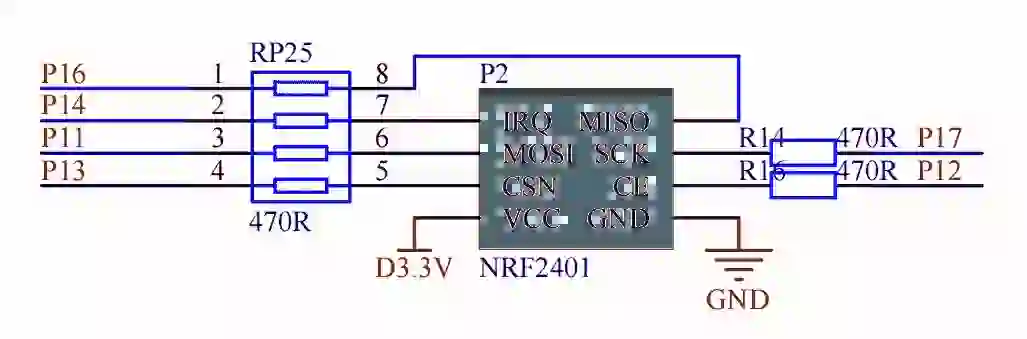 RP25
P16 1 8 P2
P14 2 7 IRQ MISO
P11 3 6 MOSI SCK R14 470R P17
P13 4 5 CSN CE R16 470R P12
470R VCC GND
D3.3V NRF2401
GND